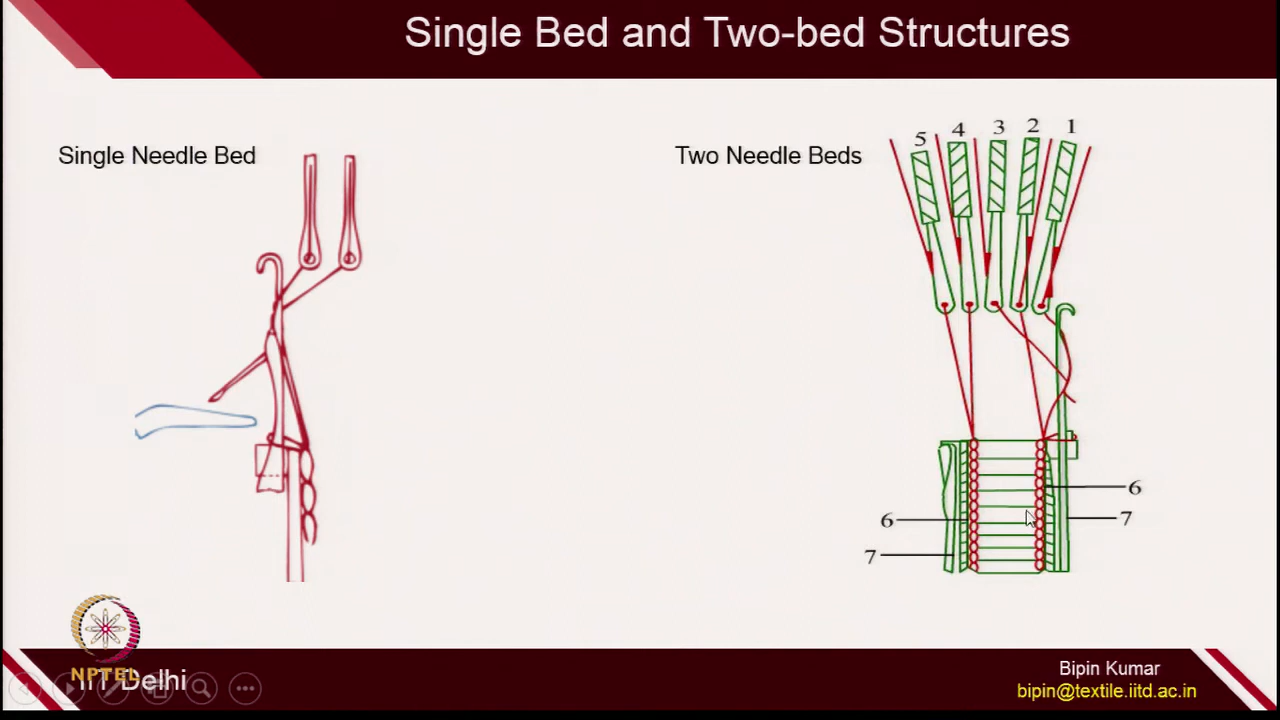 Single Bed and Two-bed Structures
Single Needle Bed
Two Needle Beds
5 4 3 2 1
6
7
6
7
NPTEL
IIT Delhi
Bipin Kumar
bipin@textile.iitd.ac.in